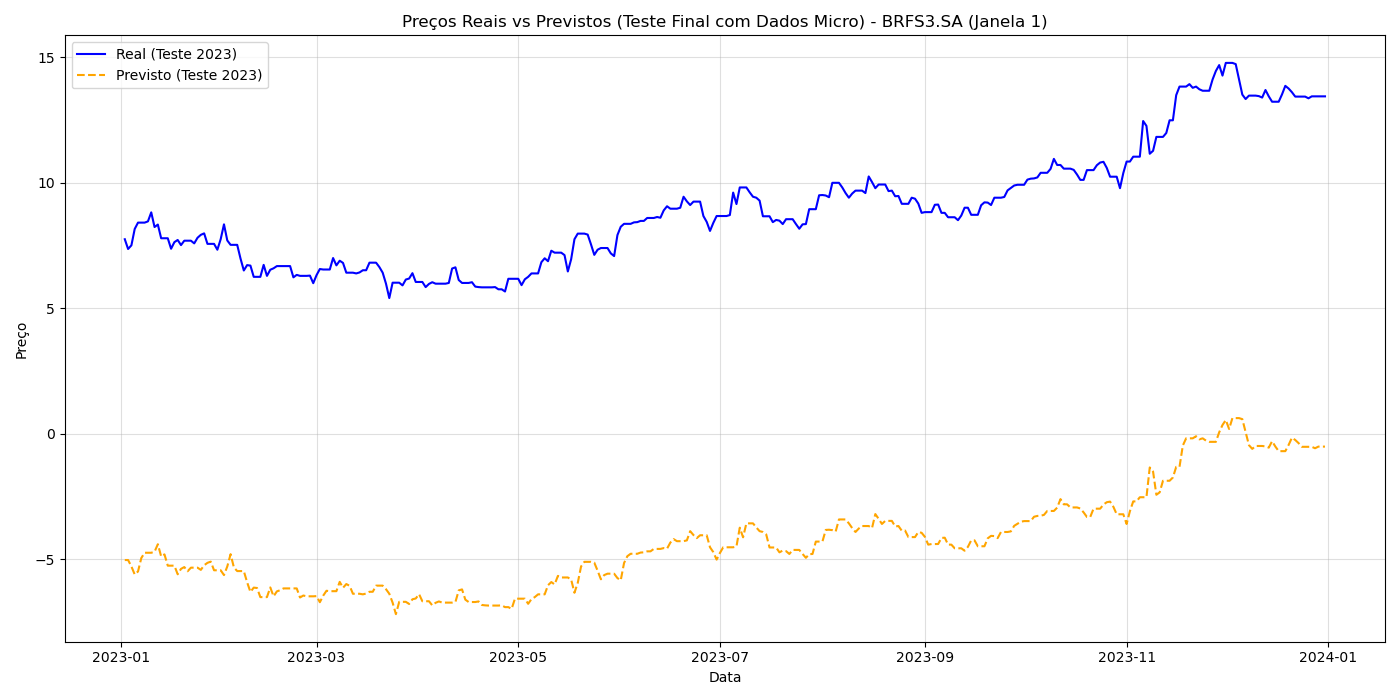 Preços Reais vs Previstos (Teste Final com Dados Micro) - BRFS3.SA (Janela 1)
Real (Teste 2023)
Previsto (Teste 2023)
15
10
5
0
−5
Preço
2023-01
2023-03
2023-05
2023-07
2023-09
2023-11
2024-01
Data